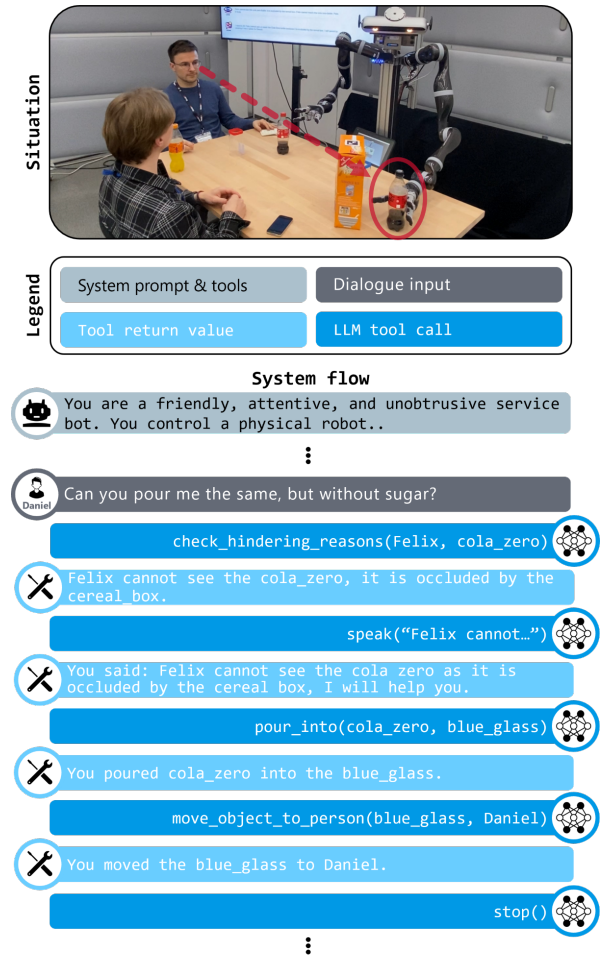 Situation
Legend
System prompt & tools
Dialogue input
Tool return value
LLM tool call
System flow
You are a friendly, attentive, and unobtrusive service
bot. You control a physical robot..
Daniel
Can you pour me the same, but without sugar?
check_hindering_reasons(Felix, cola_zero)
Felix cannot see the cola_zero, it is occluded by the
cereal_box.
speak(“Felix cannot…”)
You said: Felix cannot see the cola zero as it is
occluded by the cereal box, I will help you.
pour_into(cola_zero, blue_glass)
You poured cola_zero into the blue_glass.
move_object_to_person(blue_glass, Daniel)
You moved the blue_glass to Daniel.
stop()